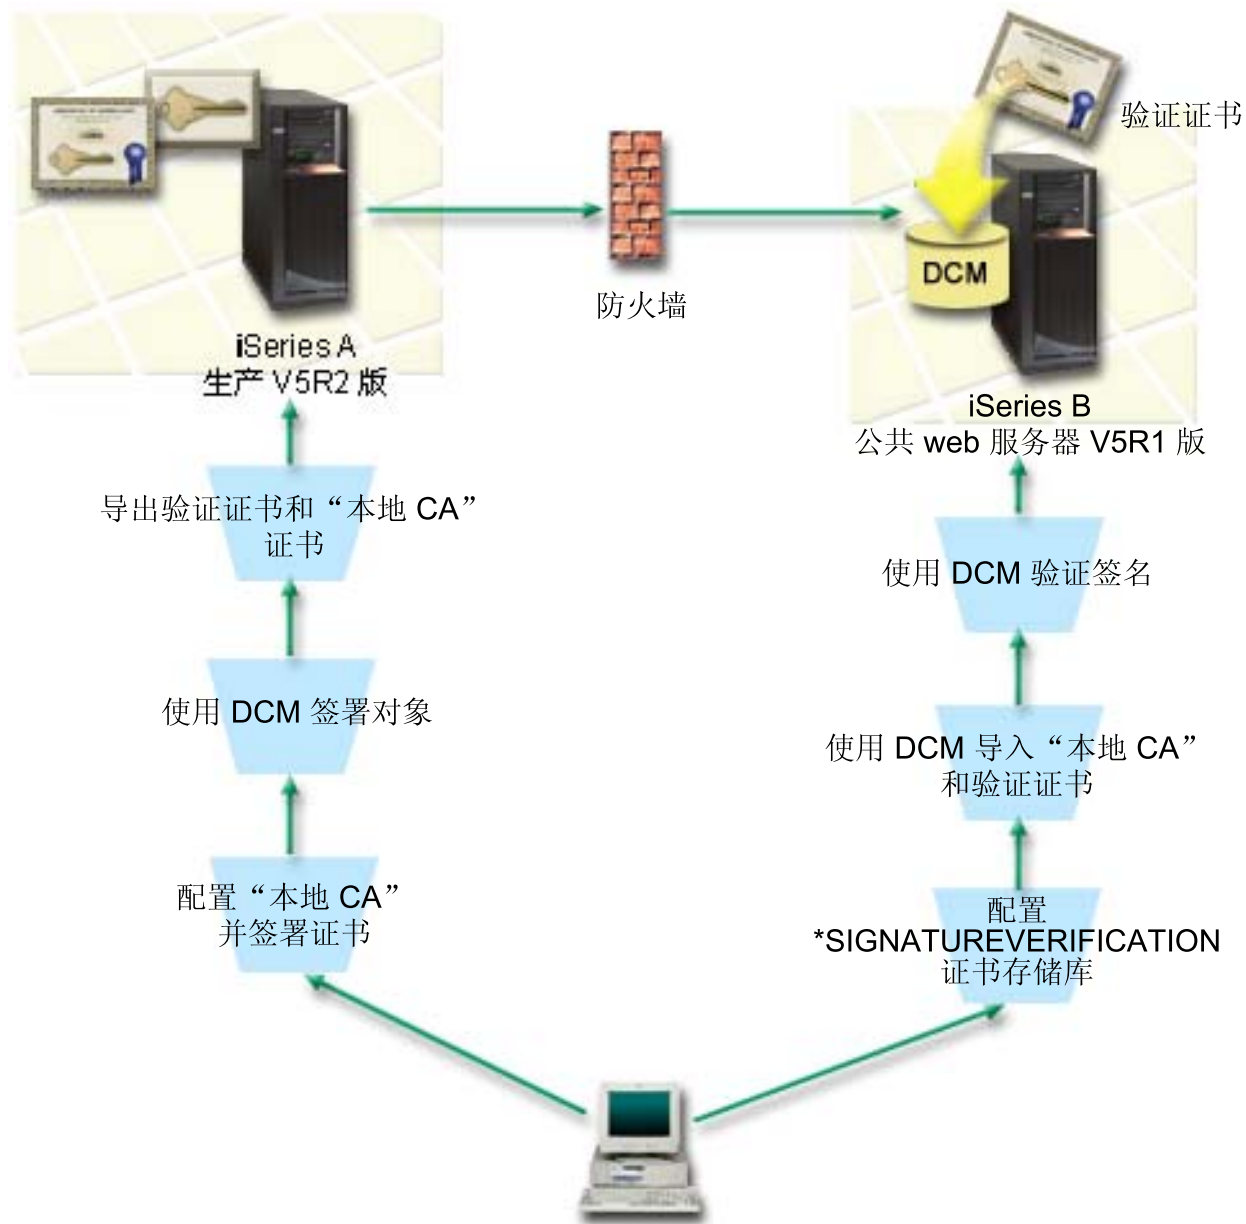 验证证书
DCM
防火墙
iSeries A
生产 V5R2 版
iSeries B
公共 web 服务器 V5R1 版
导出验证证书和“本地 CA”
证书
使用 DCM 验证签名
使用 DCM 签署对象
使用 DCM 导入“本地 CA”
和验证证书
配置“本地 CA”
并签署证书
配置
*SIGNATUREVERIFICATION
证书存储库